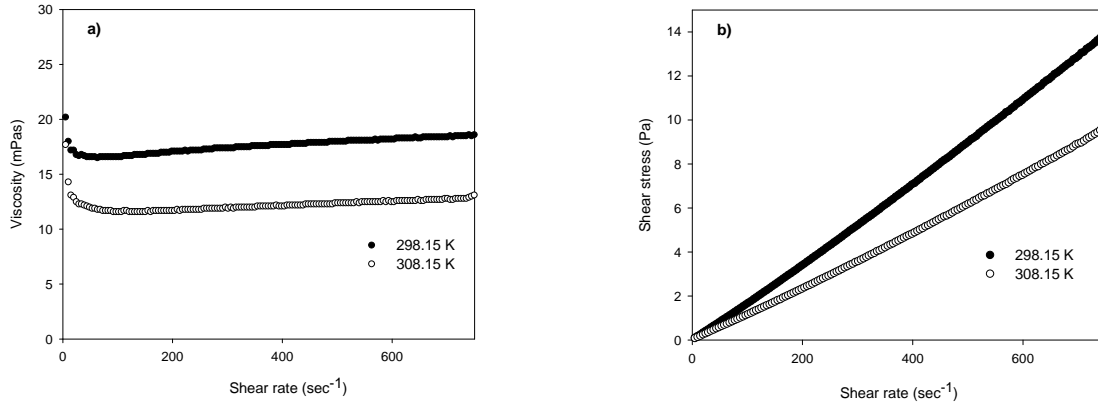 a)
30
25
20
15
10
5
0
Viscosity (mPas)
298.15 K
308.15 K
0 200 400 600
Shear rate (sec-1)
b)
14
12
10
8
6
4
2
0
Shear stress (Pa)
298.15 K
308.15 K
0 200 400 600
Shear rate (sec-1)